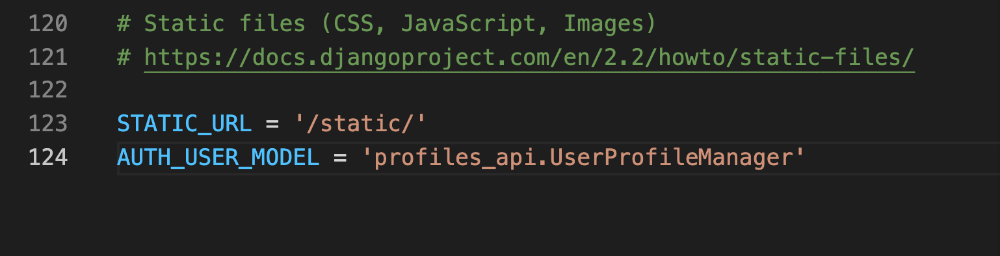 120 # Static files (CSS, JavaScript, Images)
121 # https://docs.djangoproject.com/en/2.2/howto/static-files/
122
123 STATIC_URL = '/static/'
124 AUTH_USER_MODEL = 'profiles_api.UserProfileManager'